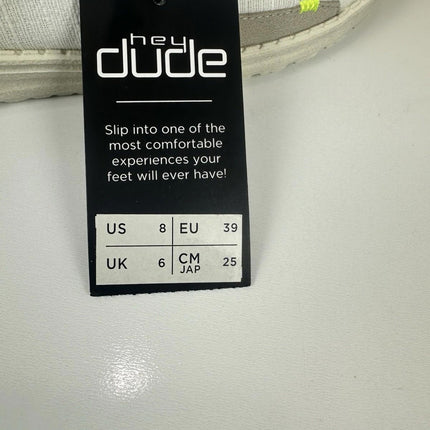 hey
dude
Slip into one of the
most comfortable
experiences your
feet will ever have!
US 8 EU 39
UK 6 CM JAP 25